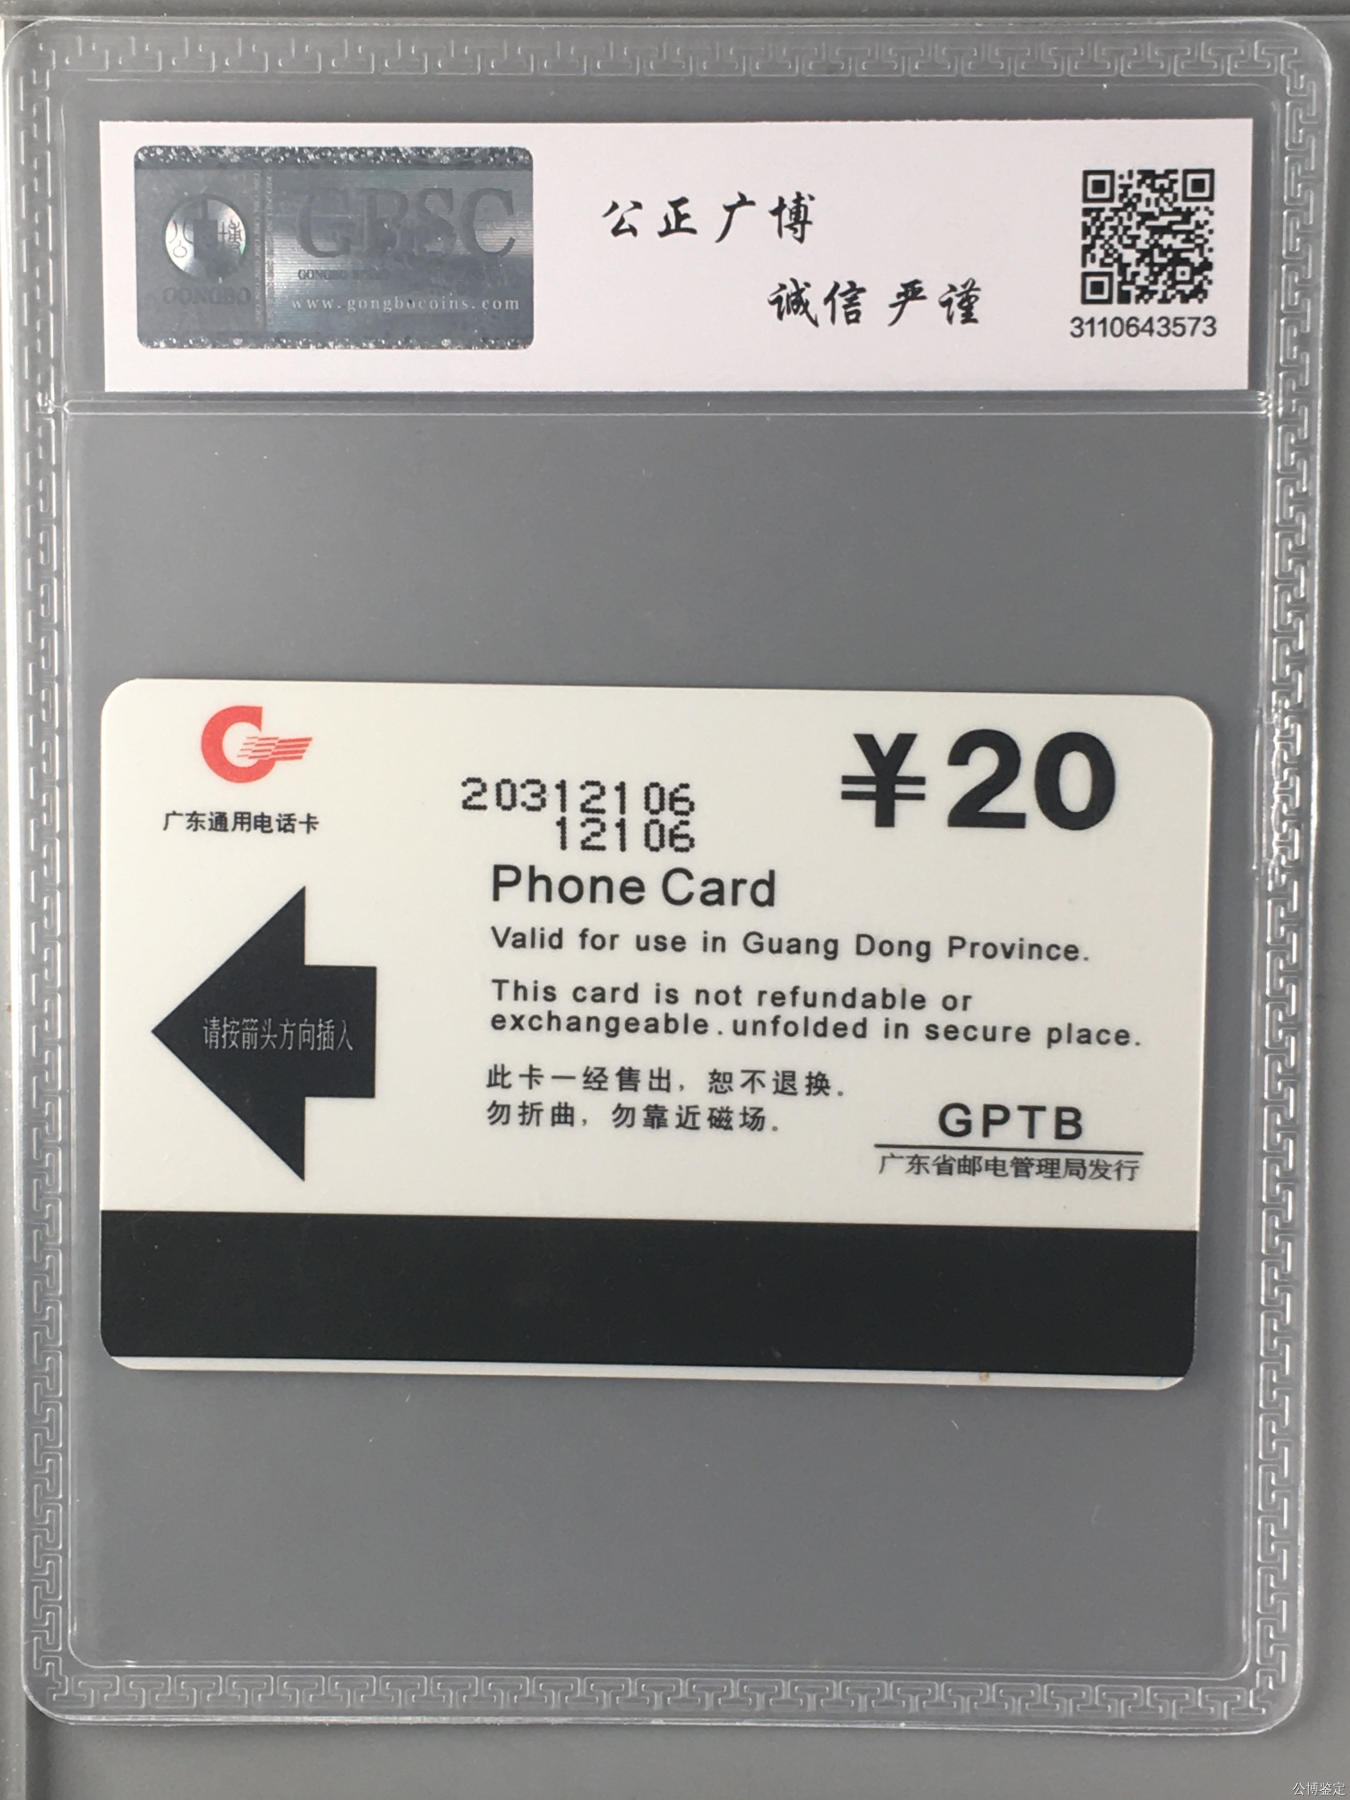 GBSC
GONGBO
www.gongbocoins.com
公正广博
诚信严谨
3110643573
广东通用电话卡
20312106
12106
¥20
Phone Card
Valid for use in Guang Dong Province.
This card is not refundable or
exchangeable.unfolded in secure place.
请按箭头方向插入
此卡一经售出，恕不退换。
勿折曲，勿靠近磁场。
GPTB
广东省邮电管理局发行
公博鉴定